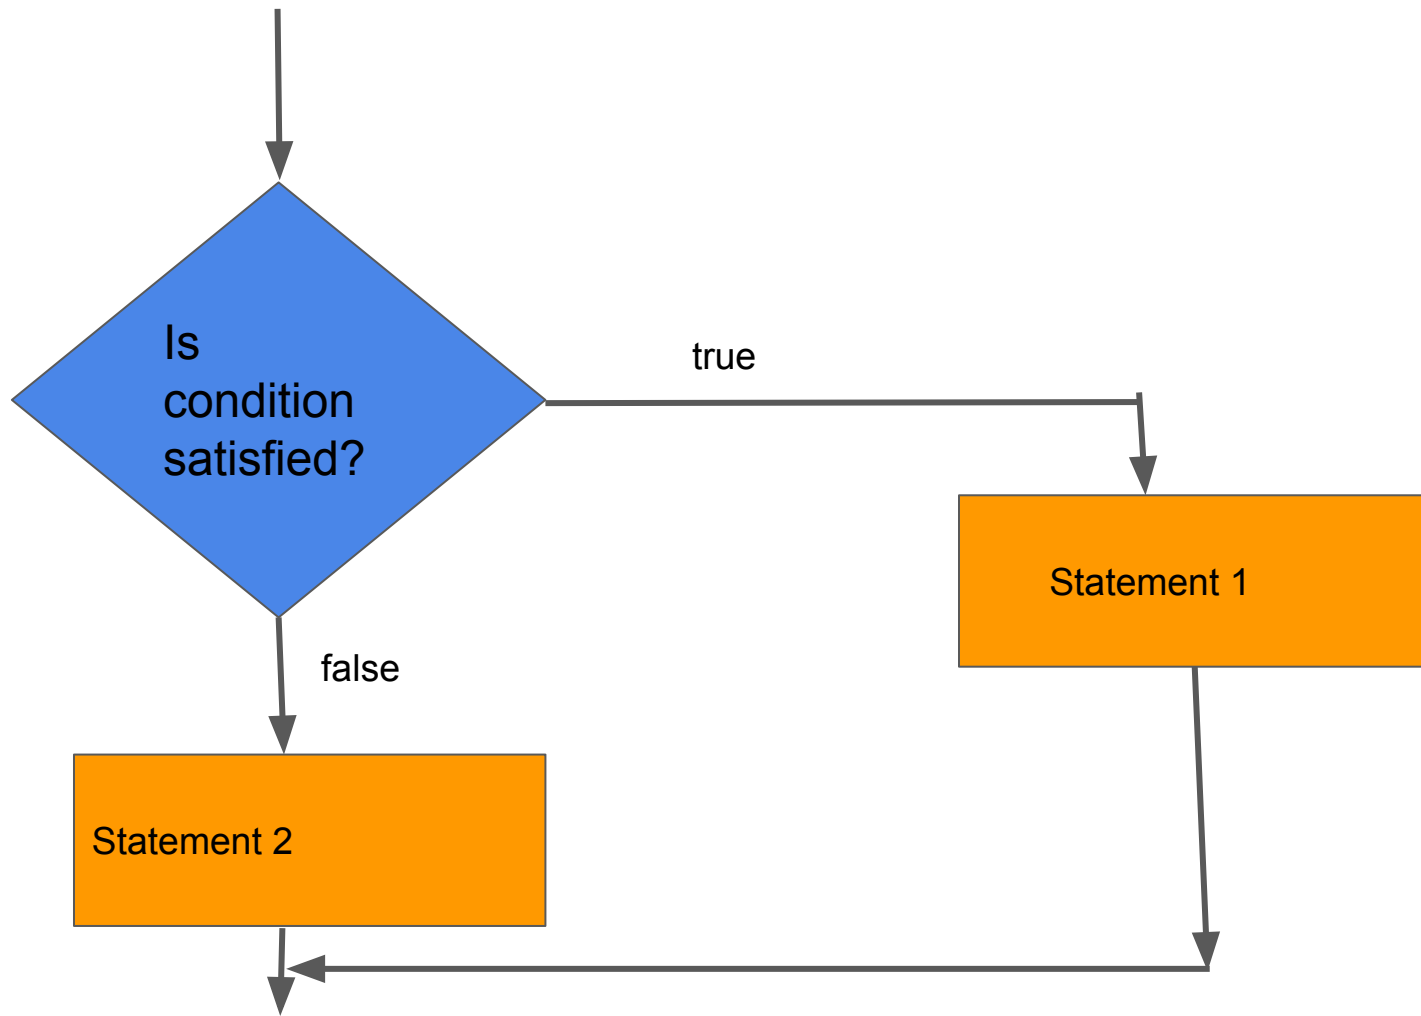 Is
condition
satisfied?
true
Statement 1
false
Statement 2